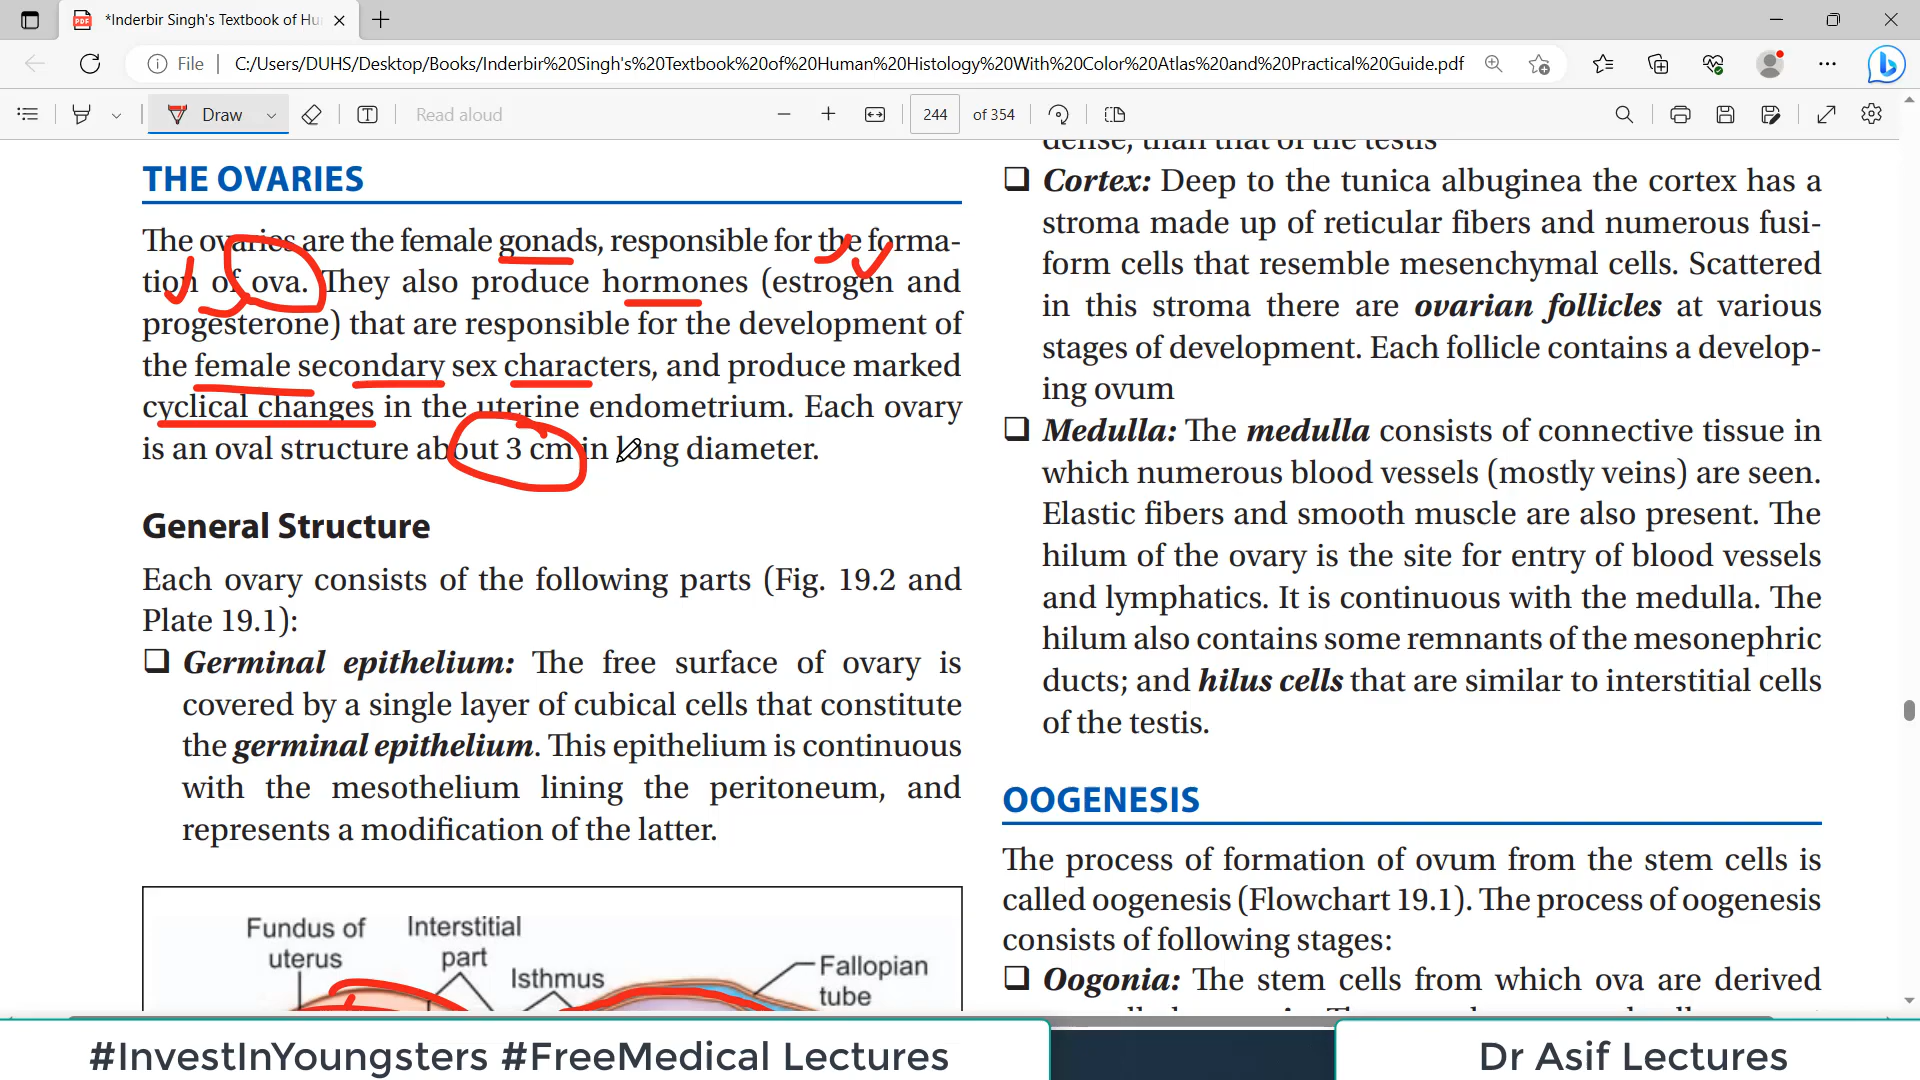 *Inderbir Singh's Textbook of Hu
File
C:/Users/DUHS/Desktop/Books/Inderbir%20Singh's%20Textbook%20of%20Human%20Histology%20With%20Color%20Atlas%20and%20Practical%20Guide.pdf
Draw
Read aloud
244 of 354
THE OVARIES
The ovaries are the female gonads, responsible for the forma-
tion of ova. They also produce hormones (estrogen and
progesterone) that are responsible for the development of
the female secondary sex characters, and produce marked
cyclical changes in the uterine endometrium. Each ovary
is an oval structure about 3 cm in long diameter.
General Structure
Each ovary consists of the following parts (Fig. 19.2 and
Plate 19.1):
❑ Germinal epithelium: The free surface of ovary is
covered by a single layer of cubical cells that constitute
the germinal epithelium. This epithelium is continuous
with the mesothelium lining the peritoneum, and
represents a modification of the latter.
Fundus of
uterus
Interstitial
part
Isthmus
Fallopian
tube
dense, than that of the testis
❑ Cortex: Deep to the tunica albuginea the cortex has a
stroma made up of reticular fibers and numerous fusi-
form cells that resemble mesenchymal cells. Scattered
in this stroma there are ovarian follicles at various
stages of development. Each follicle contains a develop-
ing ovum
❑ Medulla: The medulla consists of connective tissue in
which numerous blood vessels (mostly veins) are seen.
Elastic fibers and smooth muscle are also present. The
hilum of the ovary is the site for entry of blood vessels
and lymphatics. It is continuous with the medulla. The
hilum also contains some remnants of the mesonephric
ducts; and hilus cells that are similar to interstitial cells
of the testis.
OOGENESIS
The process of formation of ovum from the stem cells is
called oogenesis (Flowchart 19.1). The process of oogenesis
consists of following stages:
❑ Oogonia: The stem cells from which ova are derived
#InvestInYoungsters #FreeMedical Lectures
Dr Asif Lectures